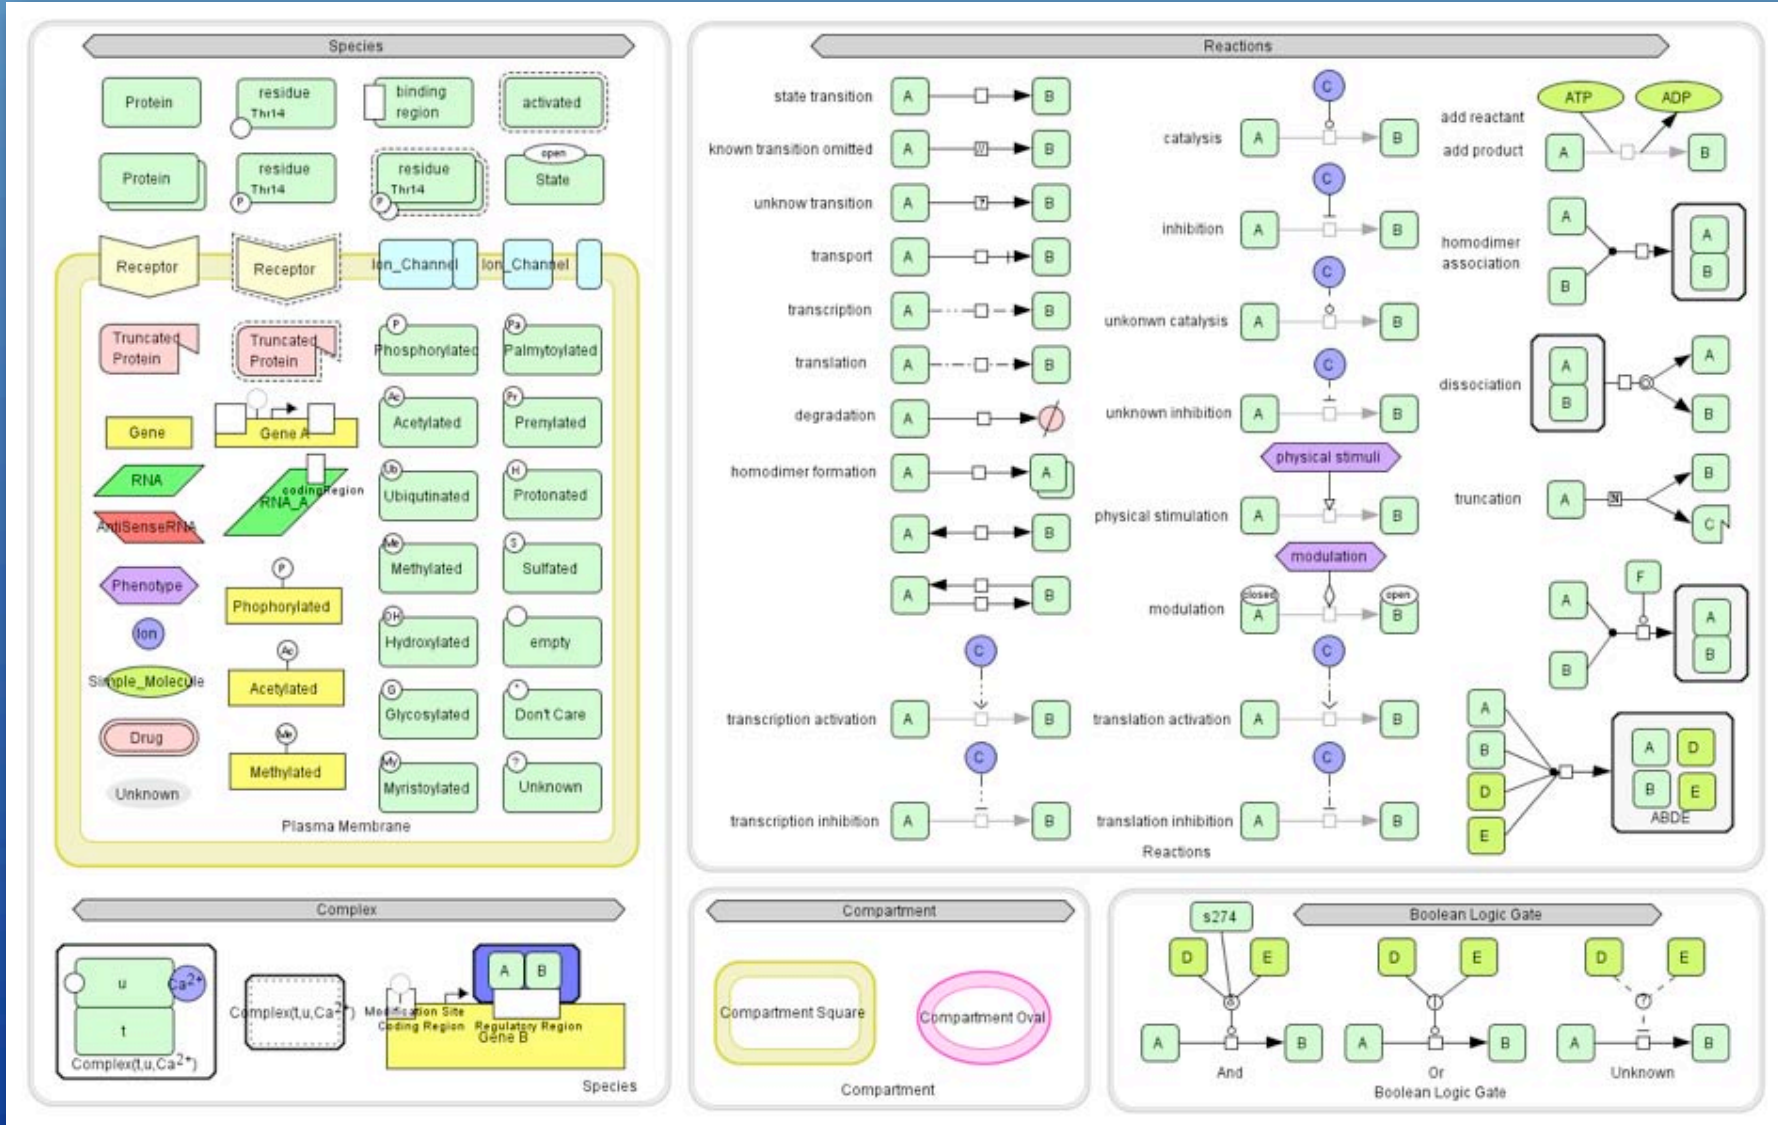 Species
Protein
residue
Thr14
binding
region
activated
Protein
residue
Thr14
P
residue
Thr14
P
open
State
Receptor
Receptor
Ion_Channel
Ion_Channel
Truncated
Protein
Truncated
Protein
P
Phosphorylated
Pa
Palmytoylated
Gene
Gene A
Ac
Acetylated
Pr
Prenylated
RNA
codingRegion
RNA_A
Ub
Ubiqutinated
H
Protonated
AntiSenseRNA
Me
Methylated
S
Sulfated
Phenotype
P
Phophorylated
Ion
OH
Hydroxylated
empty
Simple_Molecule
Ac
Acetylated
G
Glycosylated
*
Don't Care
Drug
Me
Methylated
My
Myristoylated
?
Unknown
Unknown
Plasma Membrane
Complex
u
Ca2+
t
Complex(t,u,Ca2+)
Complex(t,u,Ca2+)
A B
Modification Site
Coding Region Regulatory Region
Gene B
Species
Reactions
state transition A B
known transition omitted A // B
unknow transition A ? B
transport A B
transcription A B
translation A B
degradation A
homodimer formation A A
A B
A B
C
transcription activation A B
C
transcription inhibition A B
C
catalysis A B
C
inhibition A B
C
unkonwn catalysis A B
C
unknown inhibition A B
physical stimuli
physical stimulation A B
modulation
closed open
modulation A B
C
translation activation A B
C
translation inhibition A B
ATP ADP
add reactant
add product A B
A
B
homodimer
association
A
B
dissociation
A
B
A
B
truncation A N B
C
A
B
F
A
B
A
B
D
E
A D
B E
ABDE
Reactions
Compartment
Compartment Square
Compartment Oval
Compartment
Boolean Logic Gate
s274
D E
&
A B
And
D E
|
A B
Or
D E
?
A B
Unknown
Boolean Logic Gate